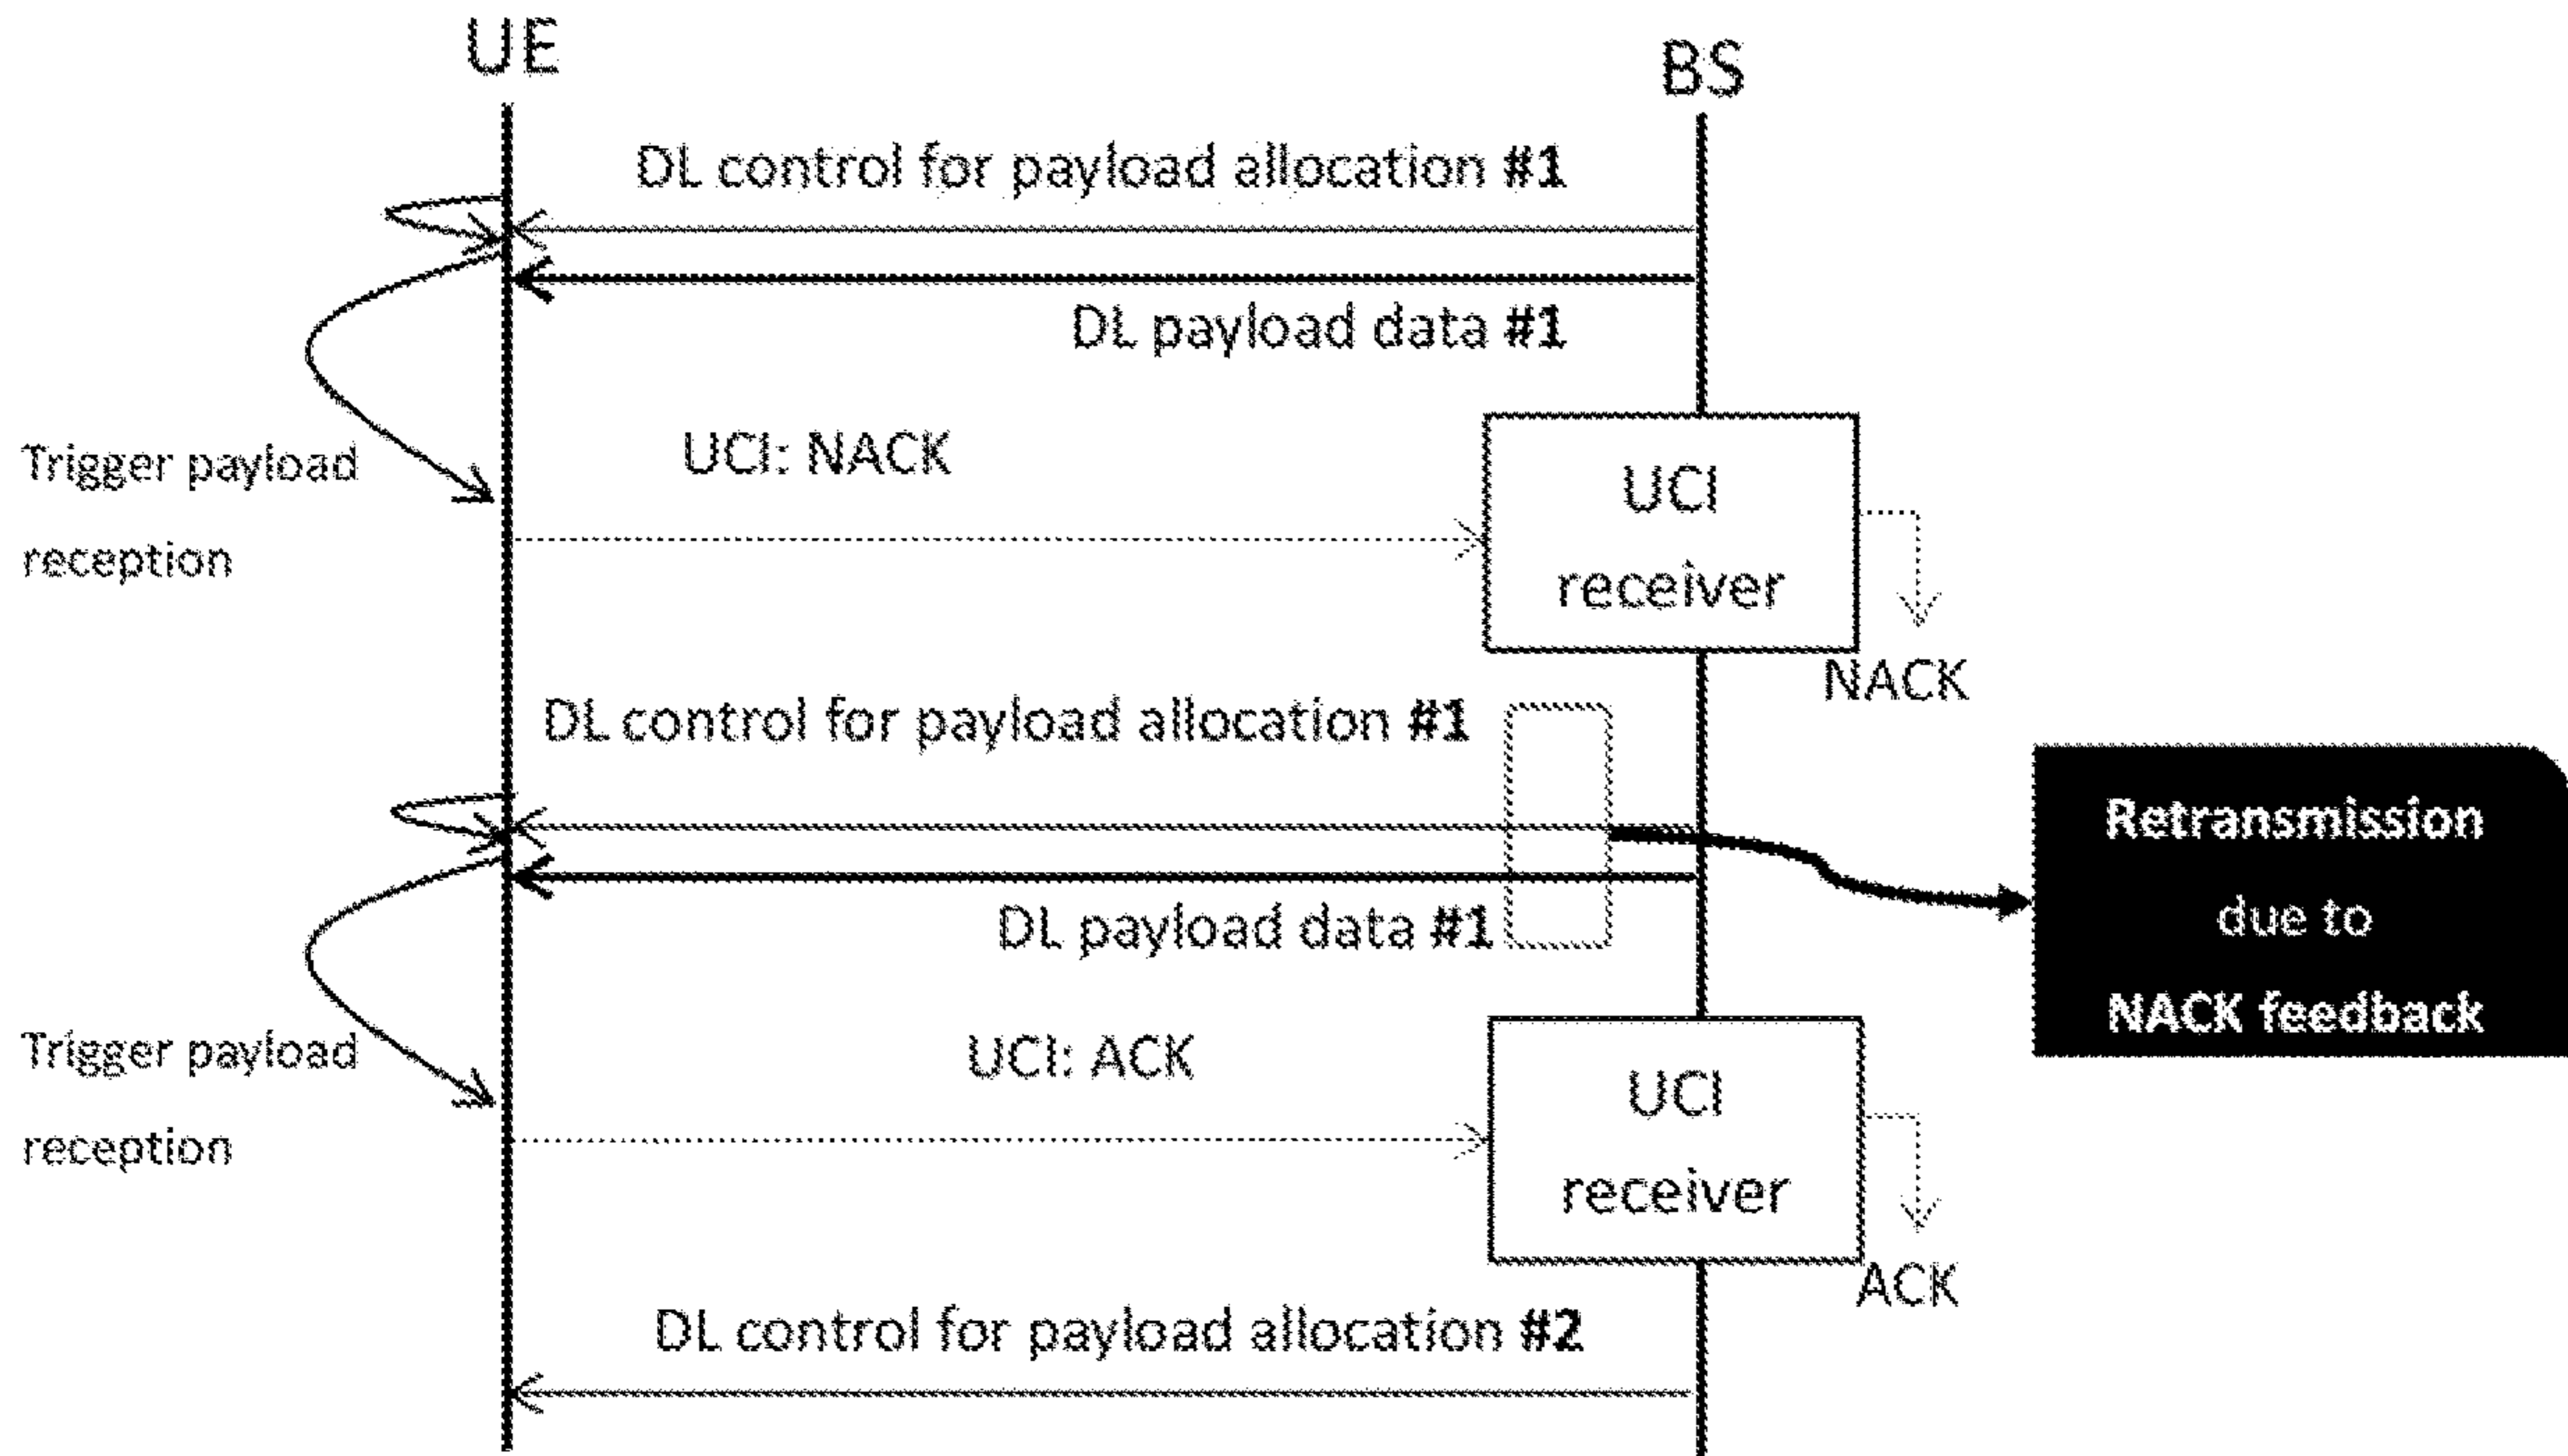 UE
BS
DL control for payload allocation #1
DL payload data #1
Trigger payload
reception
UCI: NACK
UCI
receiver
NACK
DL control for payload allocation #1
DL payload data #1
Retransmission
due to
NACK feedback
Trigger payload
reception
UCI: ACK
UCI
receiver
ACK
DL control for payload allocation #2